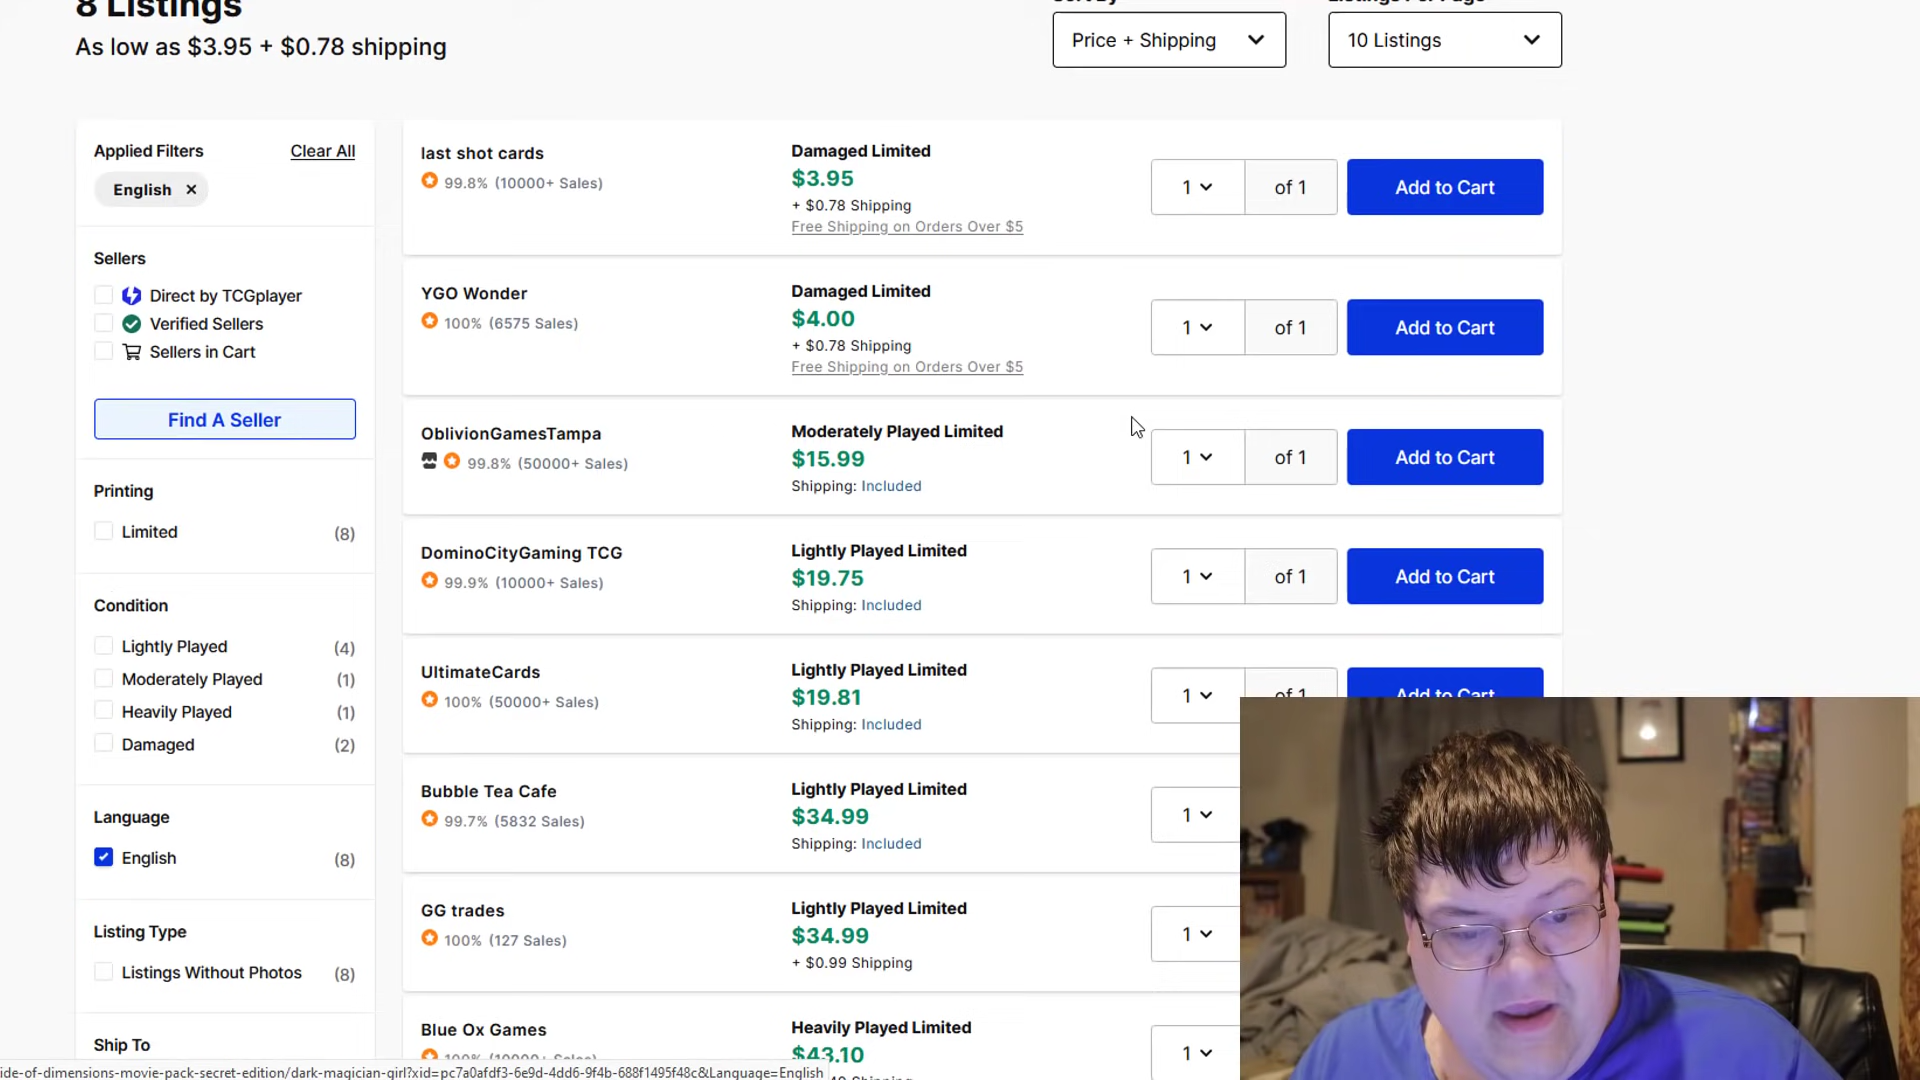 8 Listings
As low as $3.95 + $0.78 shipping
Price + Shipping
10 Listings
Applied Filters
Clear All
English ✕
Sellers
Direct by TCGplayer
Verified Sellers
Sellers in Cart
Find A Seller
Printing
Limited (8)
Condition
Lightly Played (4)
Moderately Played (1)
Heavily Played (1)
Damaged (2)
Language
English (8)
Listing Type
Listings Without Photos (8)
Ship To
last shot cards
99.8% (10000+ Sales)
Damaged Limited
$3.95
+ $0.78 Shipping
Free Shipping on Orders Over $5
1
of 1
Add to Cart
YGO Wonder
100% (6575 Sales)
Damaged Limited
$4.00
+ $0.78 Shipping
Free Shipping on Orders Over $5
1
of 1
Add to Cart
OblivionGamesTampa
99.8% (50000+ Sales)
Moderately Played Limited
$15.99
Shipping: Included
1
of 1
Add to Cart
DominoCityGaming TCG
99.9% (10000+ Sales)
Lightly Played Limited
$19.75
Shipping: Included
1
of 1
Add to Cart
UltimateCards
100% (50000+ Sales)
Lightly Played Limited
$19.81
Shipping: Included
1
of 1
Add to Cart
Bubble Tea Cafe
99.7% (5832 Sales)
Lightly Played Limited
$34.99
Shipping: Included
1
GG trades
100% (127 Sales)
Lightly Played Limited
$34.99
+ $0.99 Shipping
1
Blue Ox Games
100% (10000+ Sales)
Heavily Played Limited
$43.10
1
ide-of-dimensions-movie-pack-secret-edition/dark-magician-girl?xid=pc7a0afdf3-6e9d-4dd6-9f4b-688f1495f48c&Language=English